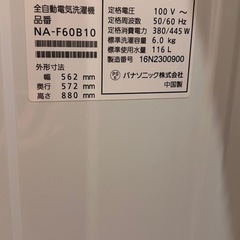 全自動電気洗濯機
品番
NA-F60B10
外形寸法
幅 562 mm
奥行 572 mm
高さ 880 mm
定格電圧 100 V ～
定格周波数 50/60 Hz
定格消費電力 380/445 W
標準洗濯容量 6.0 kg
標準使用水量 116 L
製造番号 16N2300900
パナソニック株式会社
中国製